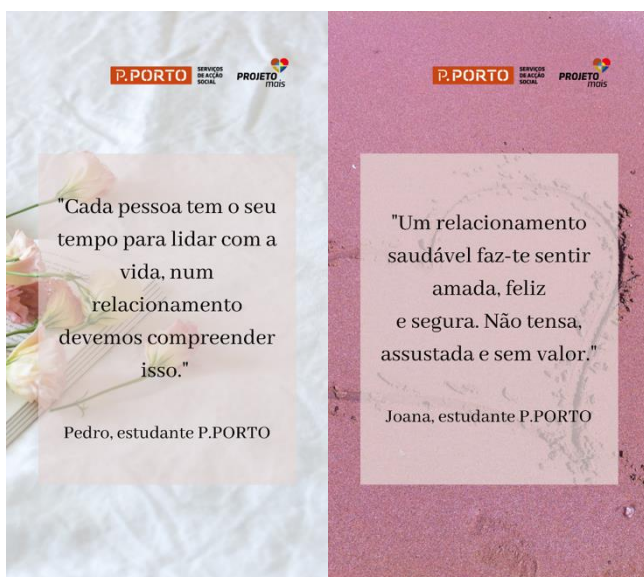 P.PORTO
SERVIÇOS
DE ACÇÃO
SOCIAL
PROJETO
mais
"Cada pessoa tem o seu
tempo para lidar com a
vida, num
relacionamento
devemos compreender
isso."
Pedro, estudante P.PORTO
P.PORTO
SERVIÇOS
DE ACÇÃO
SOCIAL
PROJETO
mais
"Um relacionamento
saudável faz-te sentir
amada, feliz
e segura. Não tensa,
assustada e sem valor."
Joana, estudante P.PORTO